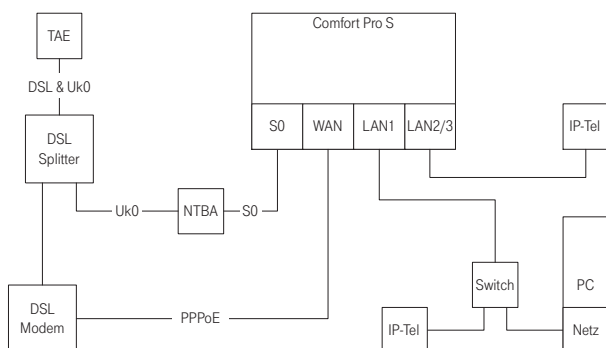 TAE
Comfort Pro S
DSL & Uk0
S0
WAN
LAN1
LAN2/3
IP-Tel
DSL
Splitter
Uk0
NTBA
S0
Switch
PC
DSL
Modem
PPPoE
IP-Tel
Netz